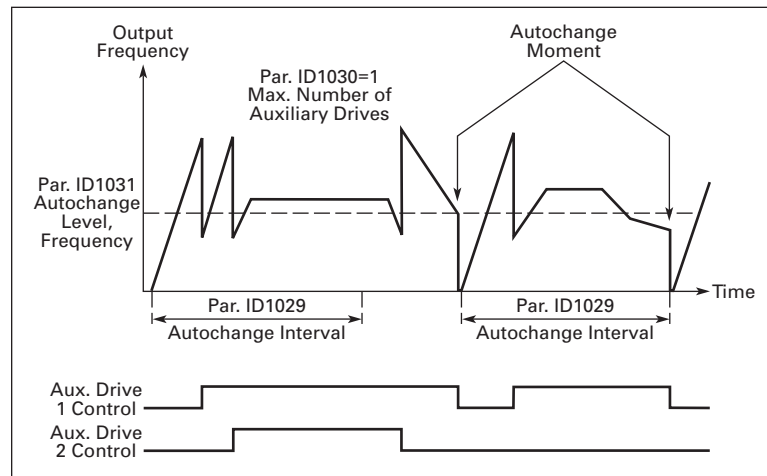 Output
Frequency
Autochange
Moment
Par. ID1030=1
Max. Number of
Auxiliary Drives
Par. ID1031
Autochange
Level,
Frequency
Time
Par. ID1029
Autochange Interval
Par. ID1029
Autochange Interval
Aux. Drive
1 Control
Aux. Drive
2 Control